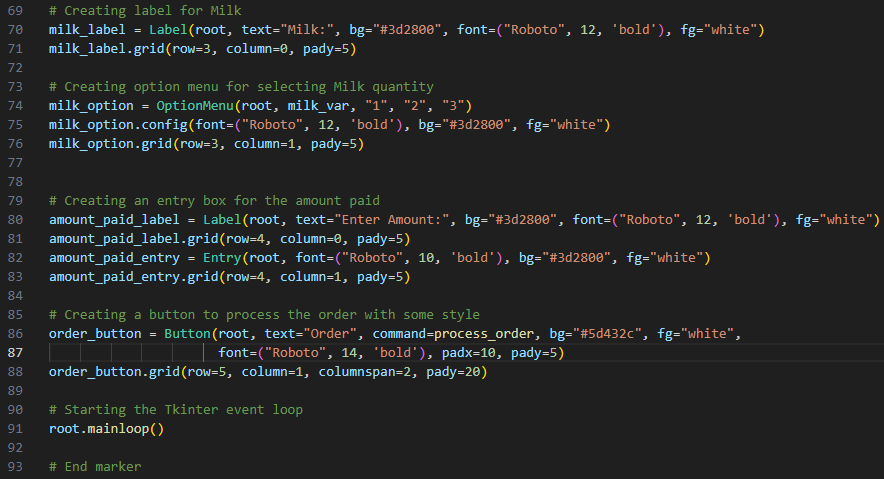 69 # Creating label for Milk
70 milk_label = Label(root, text="Milk:", bg="#3d2800", font=("Roboto", 12, 'bold'), fg="white")
71 milk_label.grid(row=3, column=0, pady=5)
72
73 # Creating option menu for selecting Milk quantity
74 milk_option = OptionMenu(root, milk_var, "1", "2", "3")
75 milk_option.config(font=("Roboto", 12, 'bold'), bg="#3d2800", fg="white")
76 milk_option.grid(row=3, column=1, pady=5)
77
78
79 # Creating an entry box for the amount paid
80 amount_paid_label = Label(root, text="Enter Amount:", bg="#3d2800", font=("Roboto", 12, 'bold'), fg="white")
81 amount_paid_label.grid(row=4, column=0, pady=5)
82 amount_paid_entry = Entry(root, font=("Roboto", 10, 'bold'), bg="#3d2800", fg="white")
83 amount_paid_entry.grid(row=4, column=1, pady=5)
84
85 # Creating a button to process the order with some style
86 order_button = Button(root, text="Order", command=process_order, bg="#5d432c", fg="white",
87                       font=("Roboto", 14, 'bold'), padx=10, pady=5)
88 order_button.grid(row=5, column=1, columnspan=2, pady=20)
89
90 # Starting the Tkinter event loop
91 root.mainloop()
92
93 # End marker